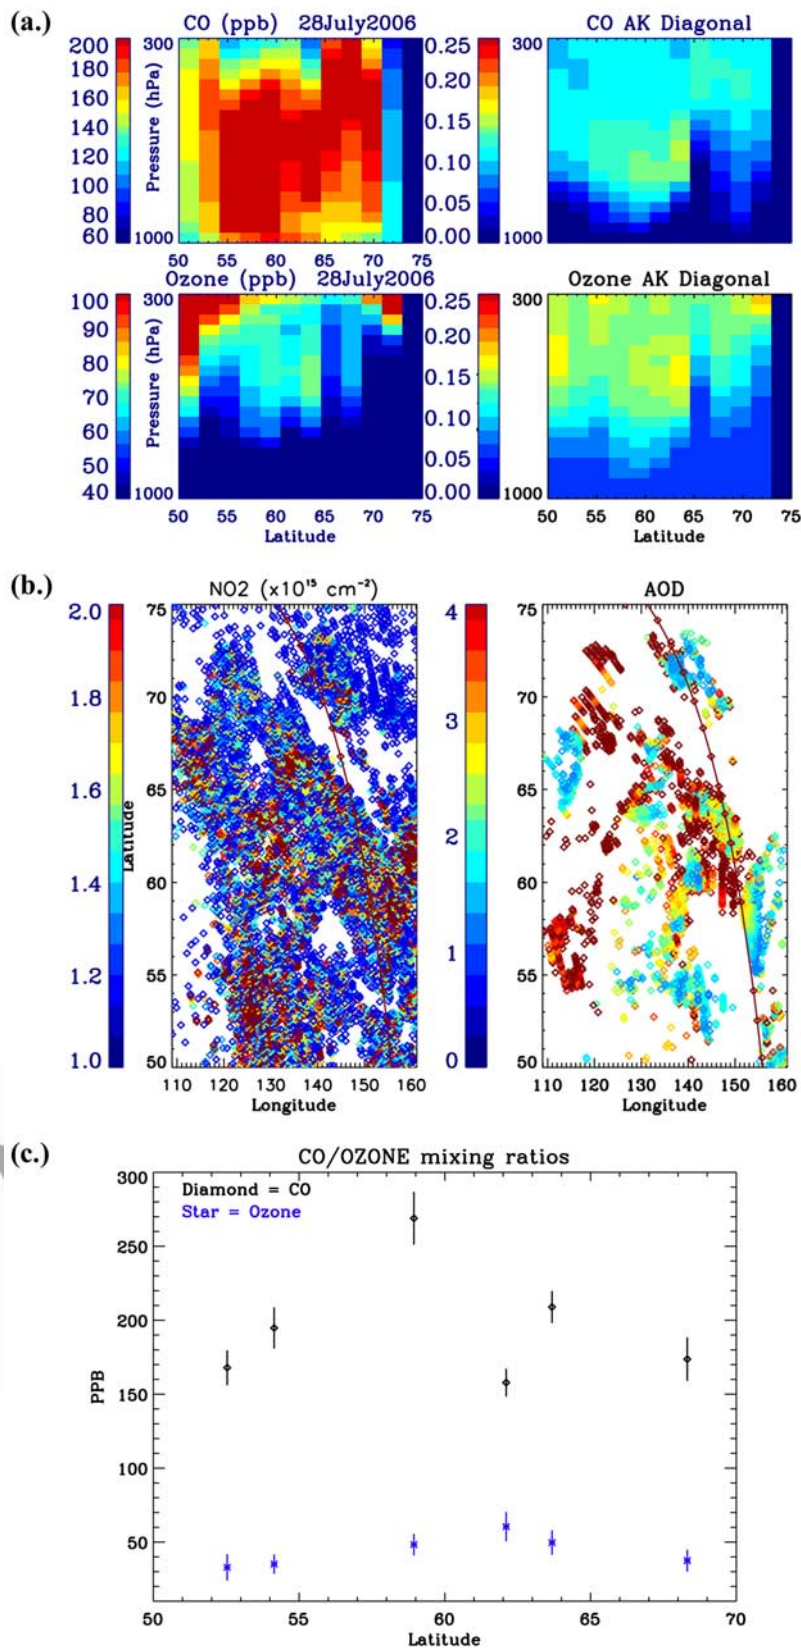 (a.)
CO (ppb) 28July2006
CO AK Diagonal
200
180
160
140
120
100
80
60
Pressure (hPa)
300
1000
50 55 60 65 70 75
0.25
0.20
0.15
0.10
0.05
0.00
300
1000
Ozone (ppb) 28July2006
Ozone AK Diagonal
100
90
80
70
60
50
40
Pressure (hPa)
300
1000
50 55 60 65 70 75
Latitude
0.25
0.20
0.15
0.10
0.05
0.00
300
1000
50 55 60 65 70 75
Latitude
(b.)
NO2 (x10¹⁵ cm⁻²)
AOD
2.0
1.8
1.6
1.4
1.2
1.0
Latitude
75
70
65
60
55
50
110 120 130 140 150 160
Longitude
4
3
2
1
0
75
70
65
60
55
50
110 120 130 140 150 160
Longitude
(c.)
CO/OZONE mixing ratios
Diamond = CO
Star = Ozone
300
250
200
150
100
50
PPB
50 55 60 65 70
Latitude